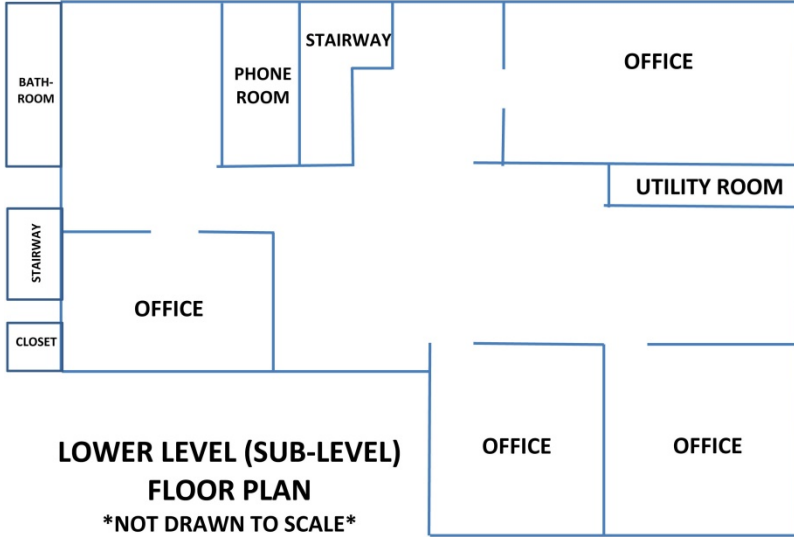 STAIRWAY
OFFICE
BATH-
ROOM
PHONE
ROOM
UTILITY ROOM
STAIRWAY
OFFICE
CLOSET
OFFICE
OFFICE
LOWER LEVEL (SUB-LEVEL)
FLOOR PLAN
*NOT DRAWN TO SCALE*